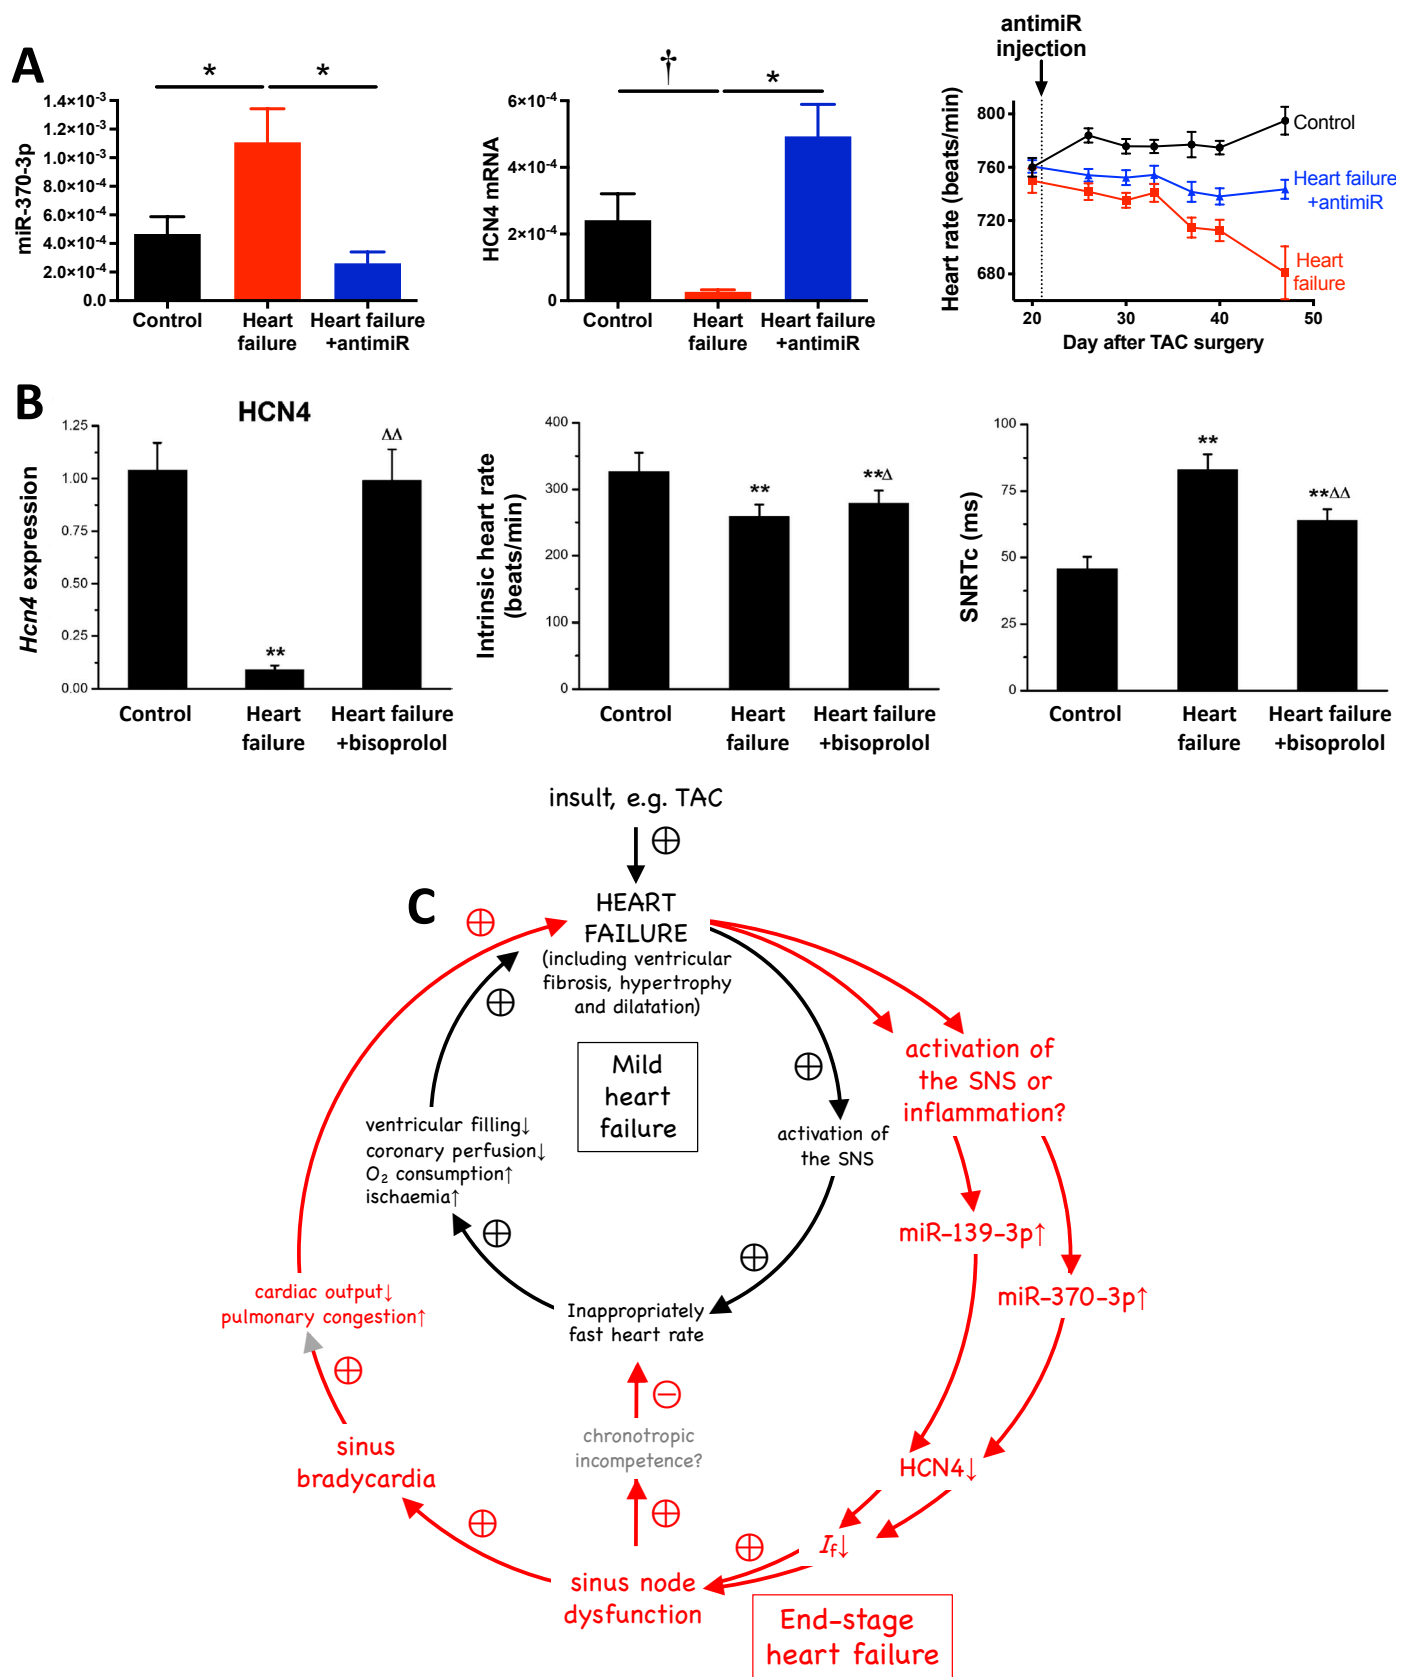 A
miR-370-3p
1.4×10⁻³
1.2×10⁻³
1.0×10⁻³
8.0×10⁻⁴
6.0×10⁻⁴
4.0×10⁻⁴
2.0×10⁻⁴
0.0
*
*
Control
Heart
failure
Heart failure
+antimiR
HCN4 mRNA
6×10⁻⁴
4×10⁻⁴
2×10⁻⁴
0
†
*
Control
Heart
failure
Heart failure
+antimiR
antimiR
injection
Heart rate (beats/min)
800
760
720
680
Control
Heart failure
+antimiR
Heart
failure
20
30
40
50
Day after TAC surgery
B
HCN4
Hcn4 expression
1.25
1.00
0.75
0.50
0.25
0.00
**
ΔΔ
Control
Heart
failure
Heart failure
+bisoprolol
Intrinsic heart rate
(beats/min)
400
300
200
100
0
**
**Δ
Control
Heart
failure
Heart failure
+bisoprolol
SNRTc (ms)
100
75
50
25
0
**
**ΔΔ
Control
Heart
failure
Heart failure
+bisoprolol
C
insult, e.g. TAC
HEART
FAILURE
(including ventricular
fibrosis, hypertrophy
and dilatation)
Mild
heart
failure
activation of
the SNS or
inflammation?
activation of
the SNS
ventricular filling↓
coronary perfusion↓
O₂ consumption↑
ischaemia↑
miR-139-3p↑
miR-370-3p↑
cardiac output↓
pulmonary congestion↑
Inappropriately
fast heart rate
chronotropic
incompetence?
sinus
bradycardia
HCN4↓
If↓
sinus node
dysfunction
End-stage
heart failure